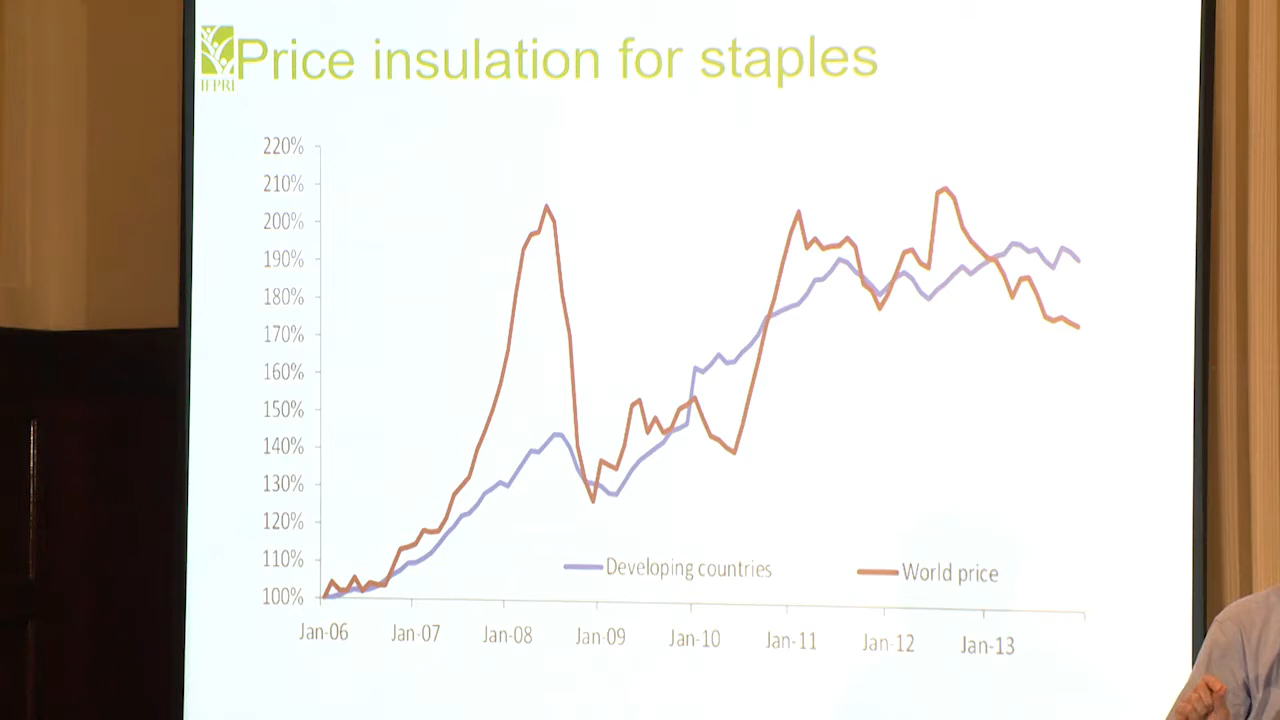 Price insulation for staples
IFPRI
220%
210%
200%
190%
180%
170%
160%
150%
140%
130%
120%
110%
100%
Developing countries
World price
Jan-06
Jan-07
Jan-08
Jan-09
Jan-10
Jan-11
Jan-12
Jan-13